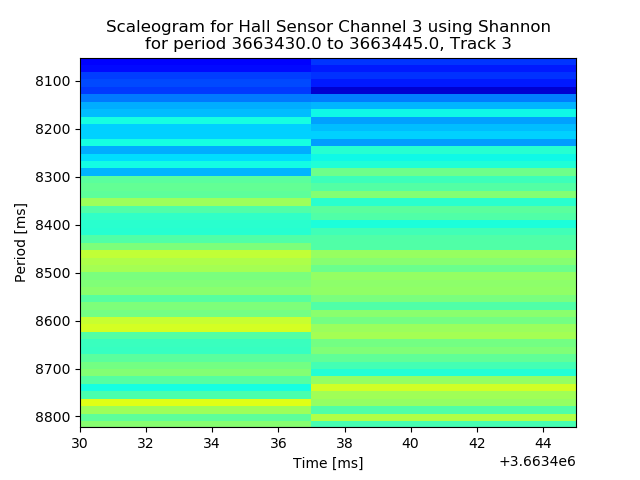 Scaleogram for Hall Sensor Channel 3 using Shannon
for period 3663430.0 to 3663445.0, Track 3
Period [ms]
8100
8200
8300
8400
8500
8600
8700
8800
30 32 34 36 38 40 42 44
Time [ms]
+3.6634e6